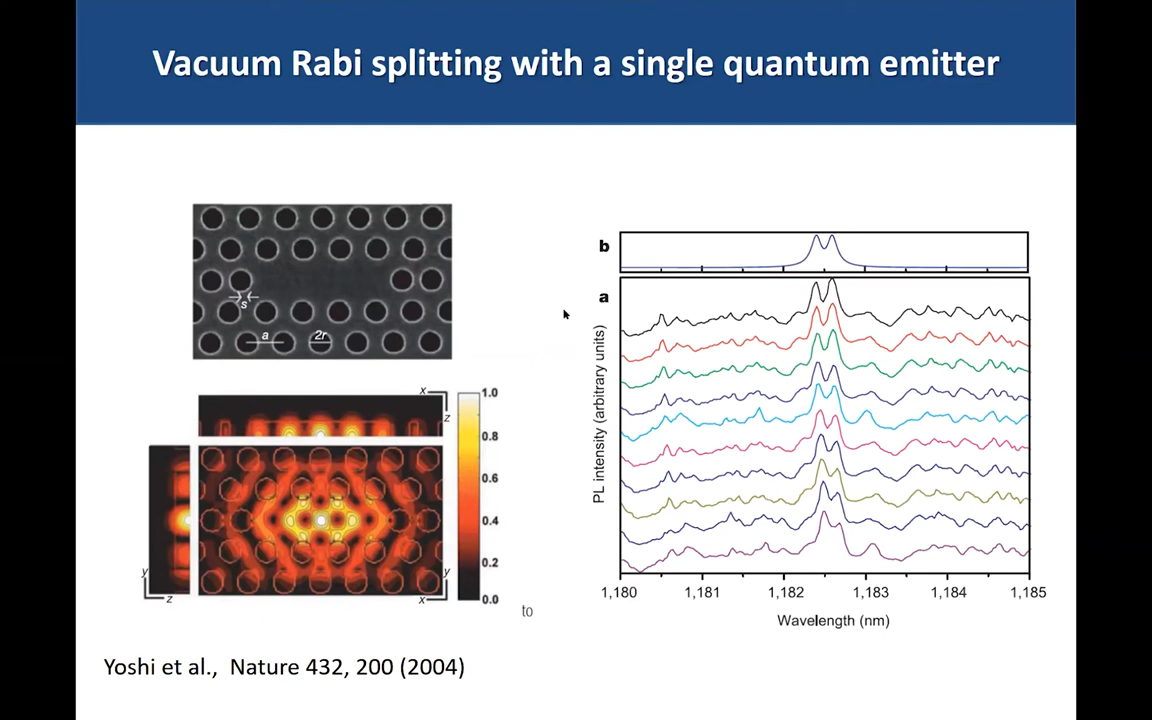 Vacuum Rabi splitting with a single quantum emitter
s
a
2r
x
z
1.0
0.8
0.6
0.4
0.2
0.0
y
z
y
x
to
b
a
PL intensity (arbitrary units)
1,180 1,181 1,182 1,183 1,184 1,185
Wavelength (nm)
Yoshi et al., Nature 432, 200 (2004)